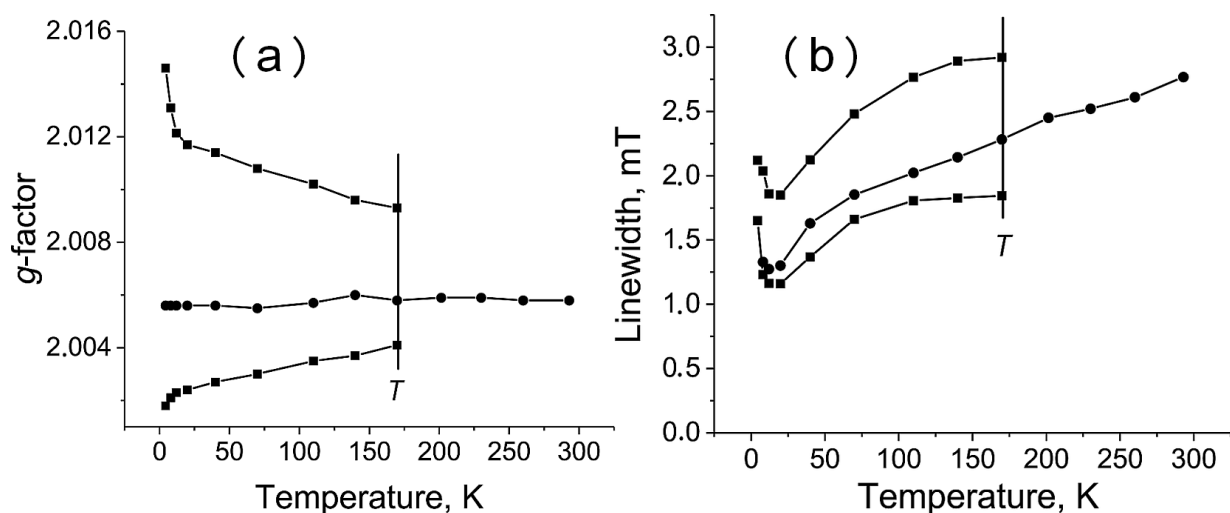 2.016
2.012
2.008
2.004
g-factor
(a)
T
0 50 100 150 200 250 300
Temperature, K
3.0
2.5
2.0
1.5
1.0
0.5
0.0
Linewidth, mT
(b)
T
0 50 100 150 200 250 300
Temperature, K